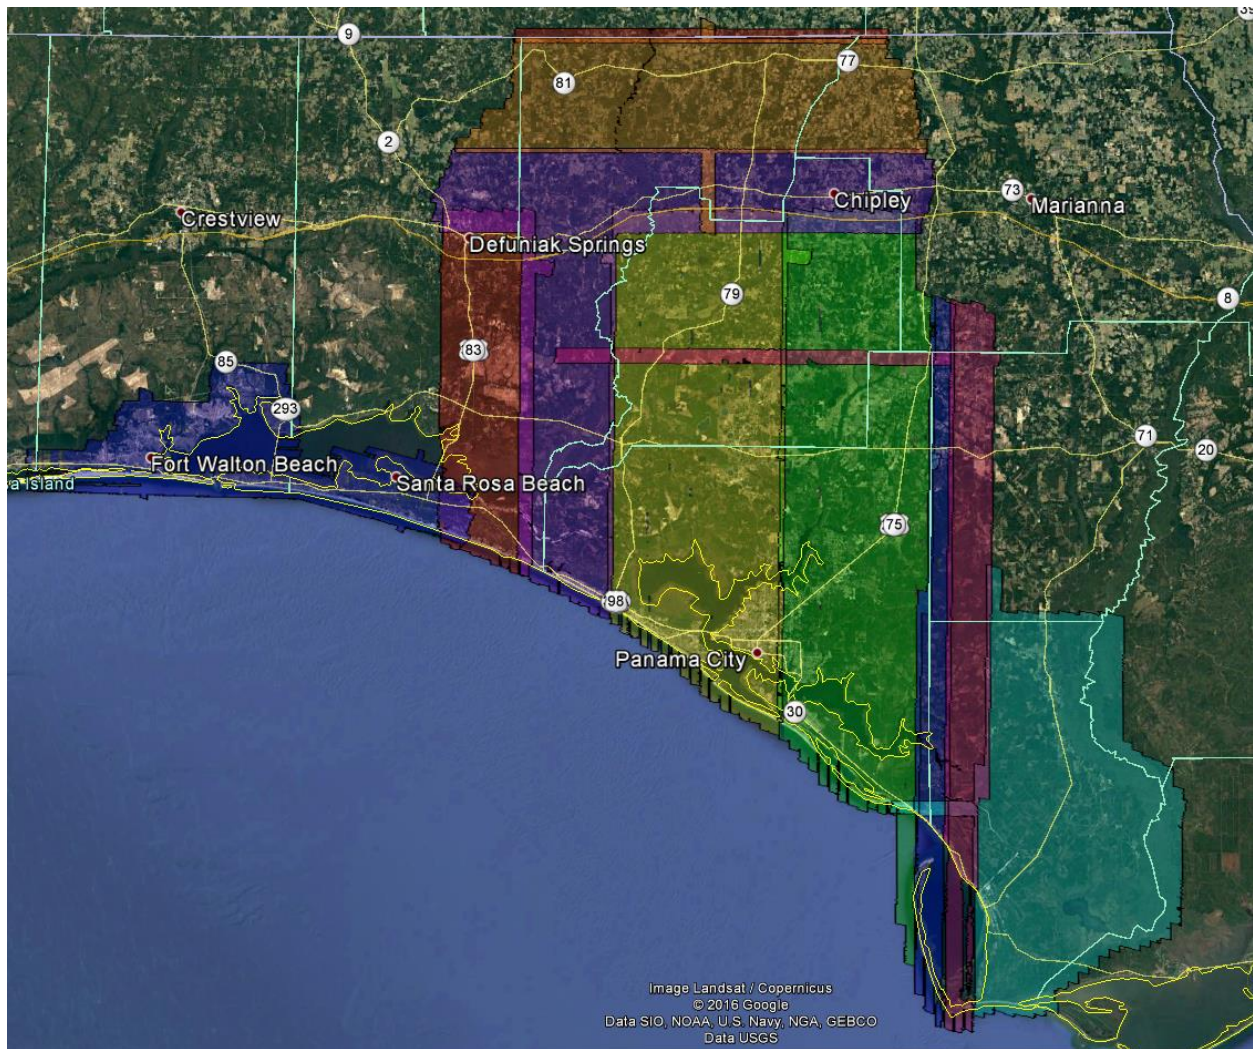 39
9
77
81
2
73
Chipley
Marianna
Crestview
Defuniak Springs
79
8
83
85
293
71
20
Fort Walton Beach
Santa Rosa Beach
sa Island
75
98
Panama City
30
Image Landsat / Copernicus
© 2016 Google
Data SIO, NOAA, U.S. Navy, NGA, GEBCO
Data USGS